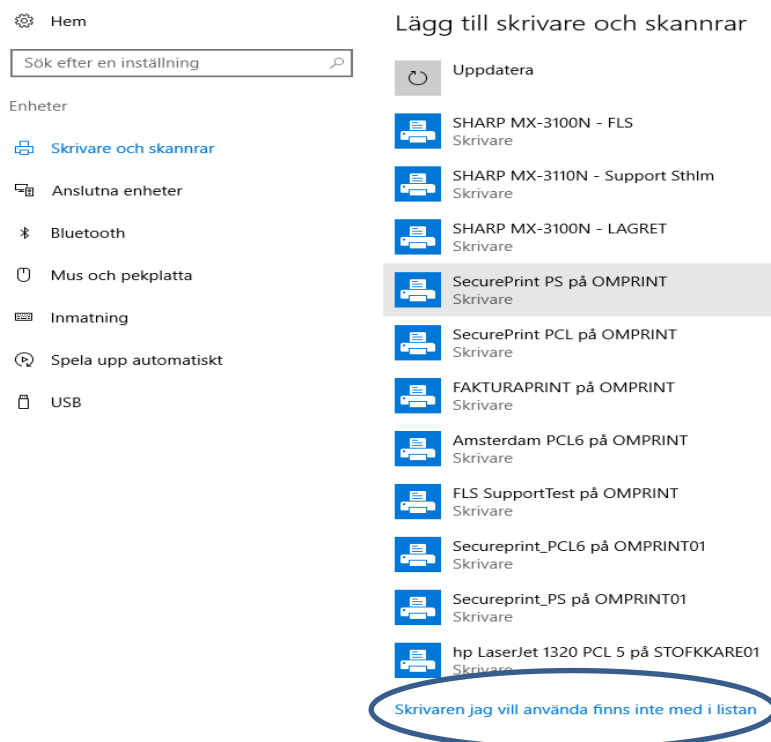 Hem
Sök efter en inställning
Enheter
Skrivare och skannrar
Anslutna enheter
Bluetooth
Mus och pekplatta
Inmatning
Spela upp automatiskt
USB
Lägg till skrivare och skannrar
Uppdatera
SHARP MX-3100N - FLS
Skrivare
SHARP MX-3110N - Support Sthlm
Skrivare
SHARP MX-3100N - LAGRET
Skrivare
SecurePrint PS på OMPRINT
Skrivare
SecurePrint PCL på OMPRINT
Skrivare
FAKTURAPRINT på OMPRINT
Skrivare
Amsterdam PCL6 på OMPRINT
Skrivare
FLS SupportTest på OMPRINT
Skrivare
Secureprint_PCL6 på OMPRINT01
Skrivare
Secureprint_PS på OMPRINT01
Skrivare
hp LaserJet 1320 PCL 5 på STOFKKARE01
Skrivare
Skrivaren jag vill använda finns inte med i listan